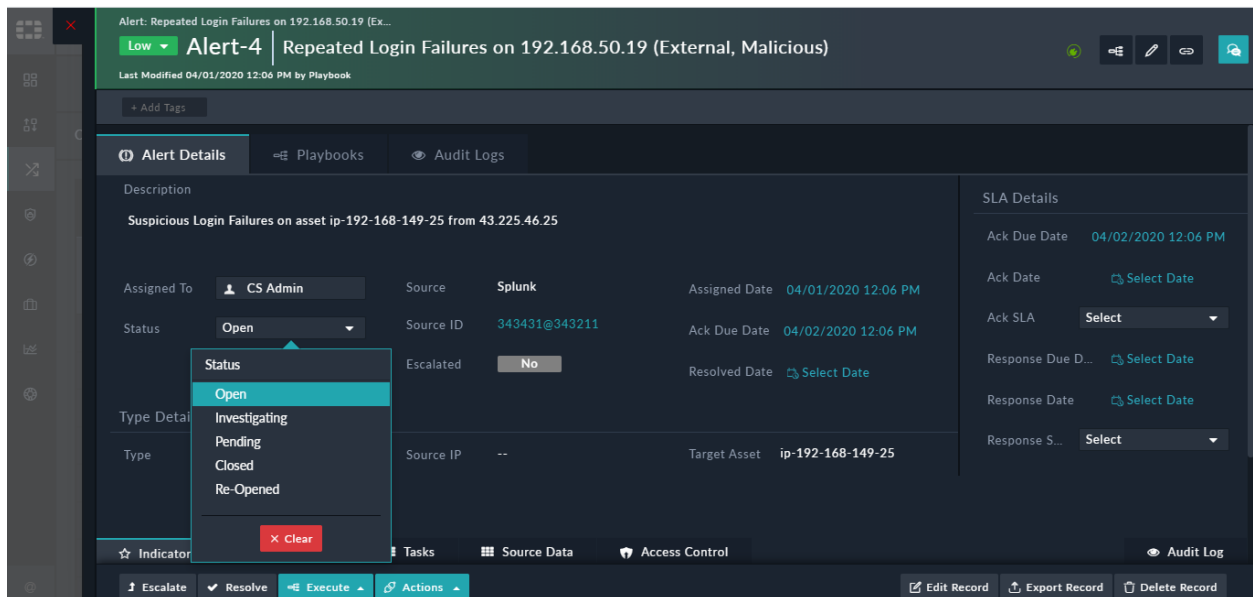 Alert: Repeated Login Failures on 192.168.50.19 (Ex...
Low Alert-4 Repeated Login Failures on 192.168.50.19 (External, Malicious)
Last Modified 04/01/2020 12:06 PM by Playbook
+ Add Tags
Alert Details Playbooks Audit Logs
Description
Suspicious Login Failures on asset ip-192-168-149-25 from 43.225.46.25
Assigned To CS Admin
Status Open
Status
Open
Investigating
Pending
Closed
Re-Opened
× Clear
Source Splunk
Source ID 343431@343211
Escalated No
Assigned Date 04/01/2020 12:06 PM
Ack Due Date 04/02/2020 12:06 PM
Resolved Date Select Date
Type Detai
Type
Source IP --
Target Asset ip-192-168-149-25
SLA Details
Ack Due Date 04/02/2020 12:06 PM
Ack Date Select Date
Ack SLA Select
Response Due D... Select Date
Response Date Select Date
Response S... Select
Indicator Tasks Source Data Access Control Audit Log
Escalate Resolve Execute Actions Edit Record Export Record Delete Record